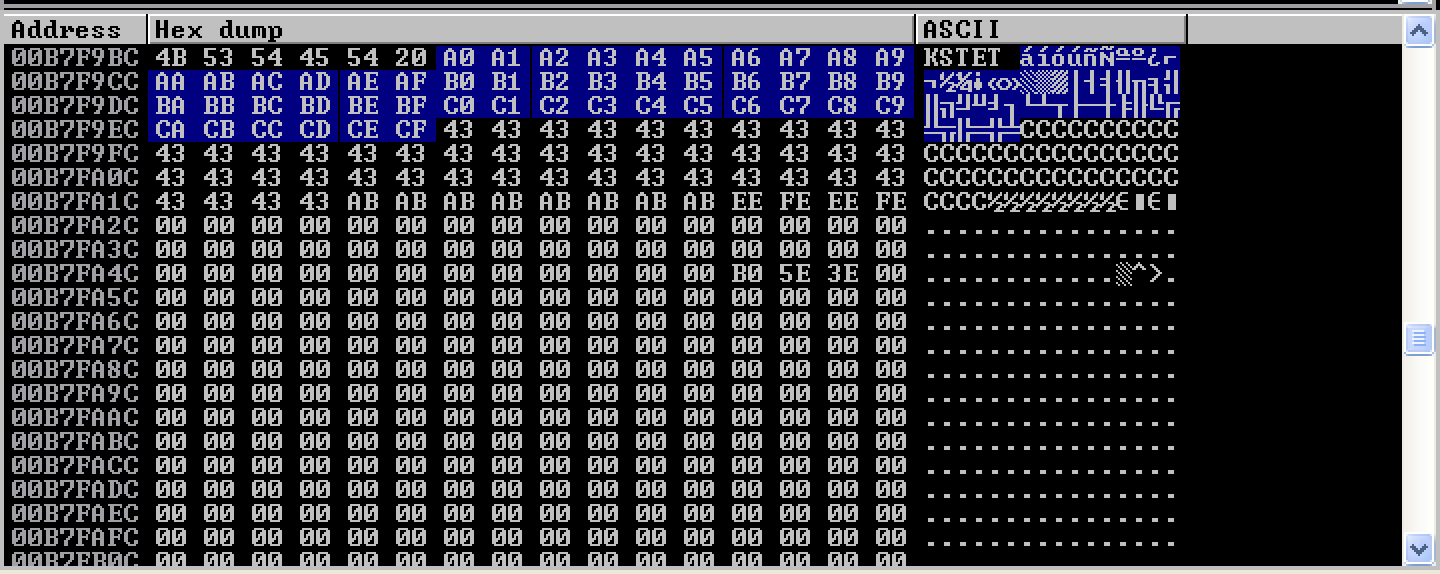 Address Hex dump ASCII
00B7F9BC 4B 53 54 45 54 20 A0 A1 A2 A3 A4 A5 A6 A7 A8 A9 KSTET áíóúñѪº¿⌐
00B7F9CC AA AB AC AD AE AF B0 B1 B2 B3 B4 B5 B6 B7 B8 B9 ¬½¼¡«»░▒▓│┤╡╢╖╕╣
00B7F9DC BA BB BC BD BE BF C0 C1 C2 C3 C4 C5 C6 C7 C8 C9 ║╗╝╜╛┐└┴┬├─┼╞╟╚╔
00B7F9EC CA CB CC CD CE CF 43 43 43 43 43 43 43 43 43 43 ╩╦╠═╬╧CCCCCCCCCC
00B7F9FC 43 43 43 43 43 43 43 43 43 43 43 43 43 43 43 43 CCCCCCCCCCCCCCCC
00B7FA0C 43 43 43 43 43 43 43 43 43 43 43 43 43 43 43 43 CCCCCCCCCCCCCCCC
00B7FA1C 43 43 43 43 AB AB AB AB AB AB AB AB EE FE EE FE CCCC½½½½½½½½ε■ε■
00B7FA2C 00 00 00 00 00 00 00 00 00 00 00 00 00 00 00 00 ................
00B7FA3C 00 00 00 00 00 00 00 00 00 00 00 00 00 00 00 00 ................
00B7FA4C 00 00 00 00 00 00 00 00 00 00 00 00 B0 5E 3E 00 ............░^>.
00B7FA5C 00 00 00 00 00 00 00 00 00 00 00 00 00 00 00 00 ................
00B7FA6C 00 00 00 00 00 00 00 00 00 00 00 00 00 00 00 00 ................
00B7FA7C 00 00 00 00 00 00 00 00 00 00 00 00 00 00 00 00 ................
00B7FA8C 00 00 00 00 00 00 00 00 00 00 00 00 00 00 00 00 ................
00B7FA9C 00 00 00 00 00 00 00 00 00 00 00 00 00 00 00 00 ................
00B7FAAC 00 00 00 00 00 00 00 00 00 00 00 00 00 00 00 00 ................
00B7FABC 00 00 00 00 00 00 00 00 00 00 00 00 00 00 00 00 ................
00B7FACC 00 00 00 00 00 00 00 00 00 00 00 00 00 00 00 00 ................
00B7FADC 00 00 00 00 00 00 00 00 00 00 00 00 00 00 00 00 ................
00B7FAEC 00 00 00 00 00 00 00 00 00 00 00 00 00 00 00 00 ................
00B7FAFC 00 00 00 00 00 00 00 00 00 00 00 00 00 00 00 00 ................
00B7FB0C 00 00 00 00 00 00 00 00 00 00 00 00 00 00 00 00